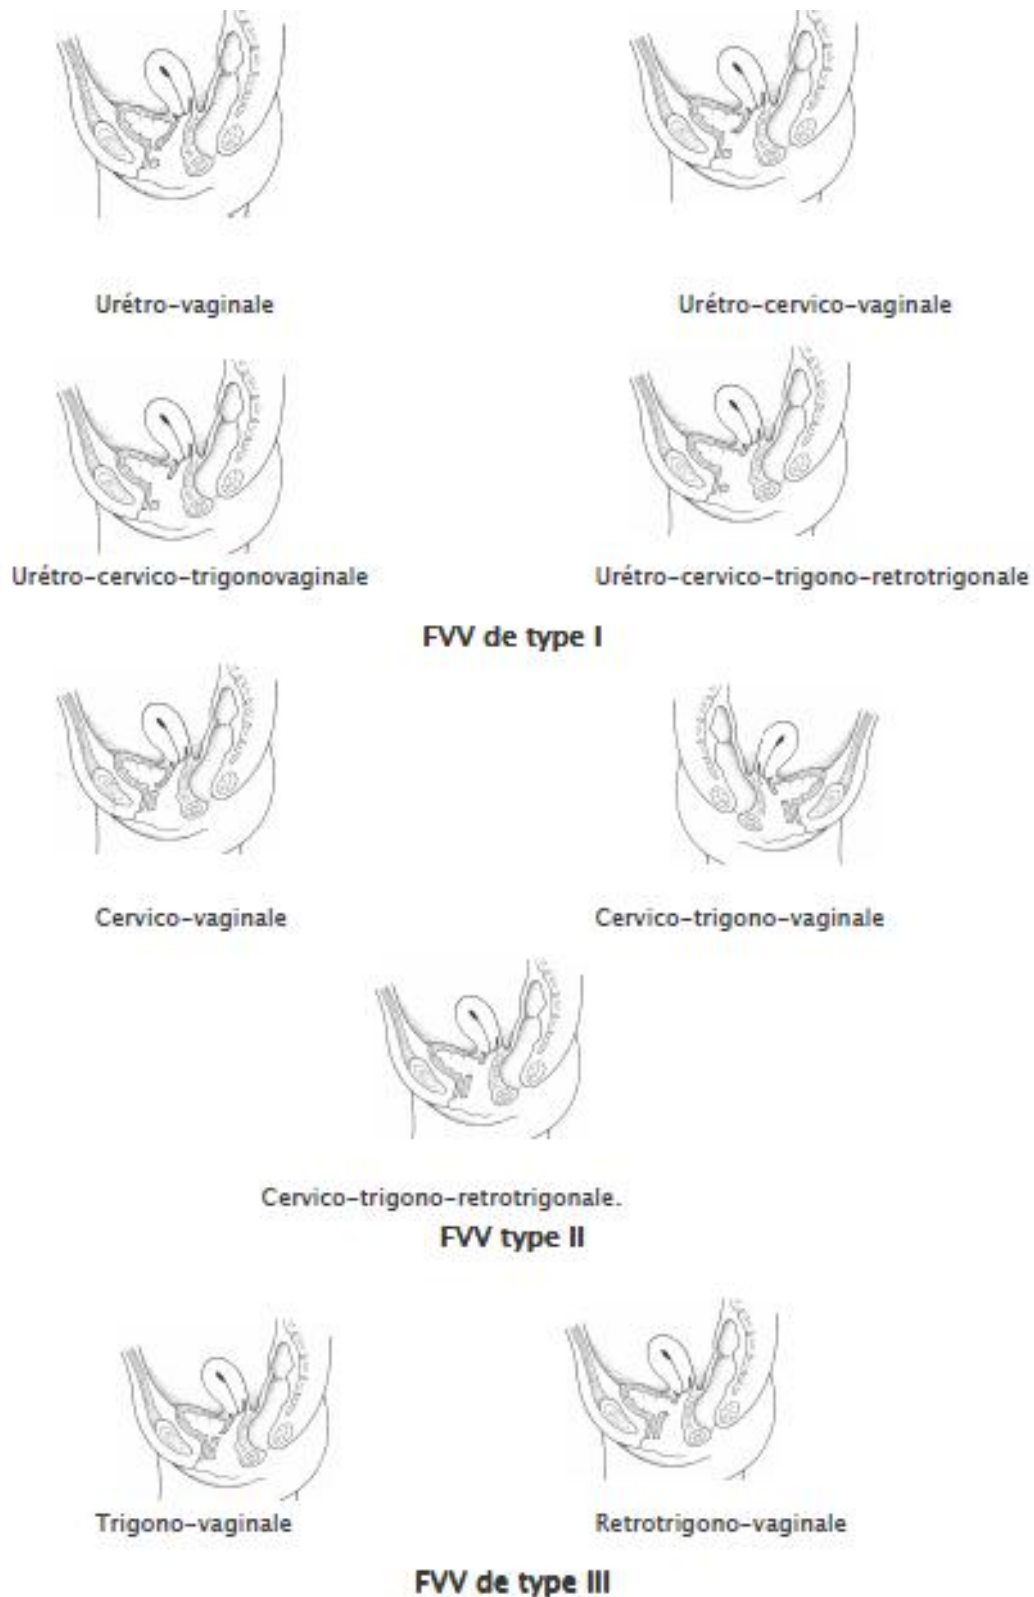 Urétro-vaginale
Urétro-cervico-vaginale
Urétro-cervico-trigonovaginale
Urétro-cervico-trigono-retrotrigonale
FVV de type I
Cervico-vaginale
Cervico-trigono-vaginale
Cervico-trigono-retrotrigonale.
FVV type II
Trigono-vaginale
Retrotrigono-vaginale
FVV de type III